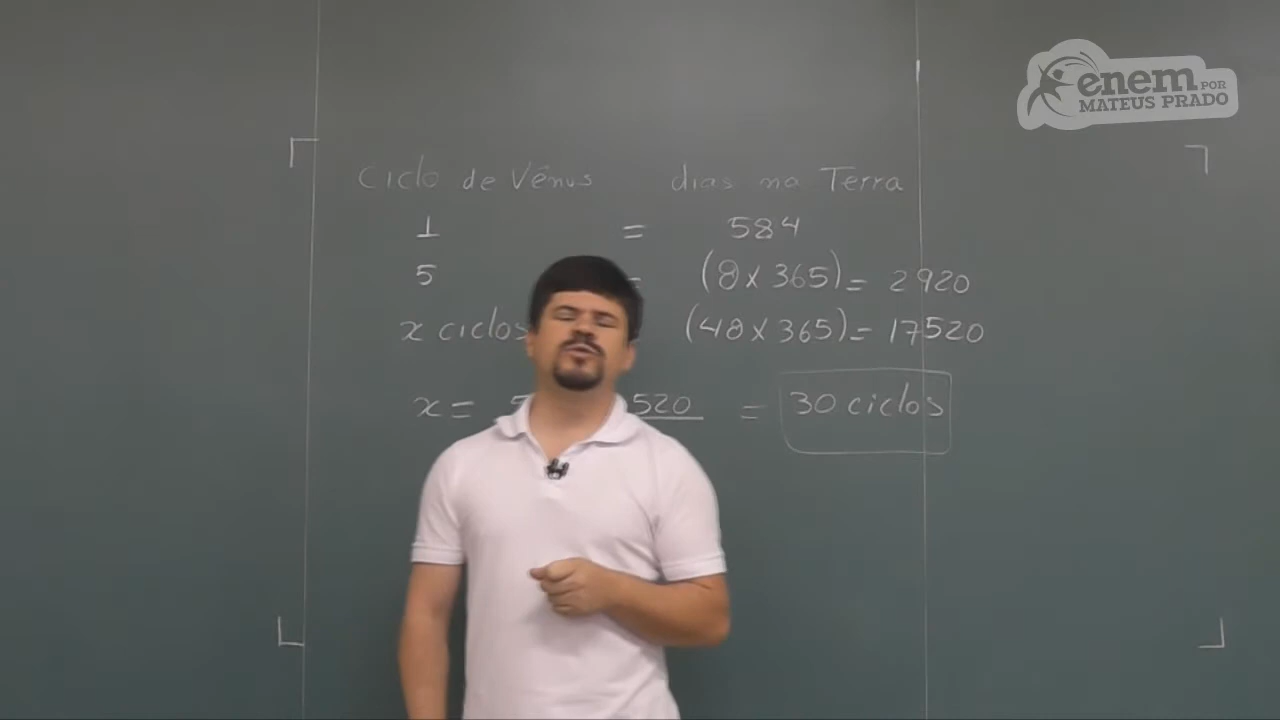 enem POR
MATEUS PRADO
Ciclo de Vênus dias na Terra
1 = 584
5 = (8 x 365) = 2920
x ciclos (48 x 365) = 17520
x = 5 520 = 30 ciclos